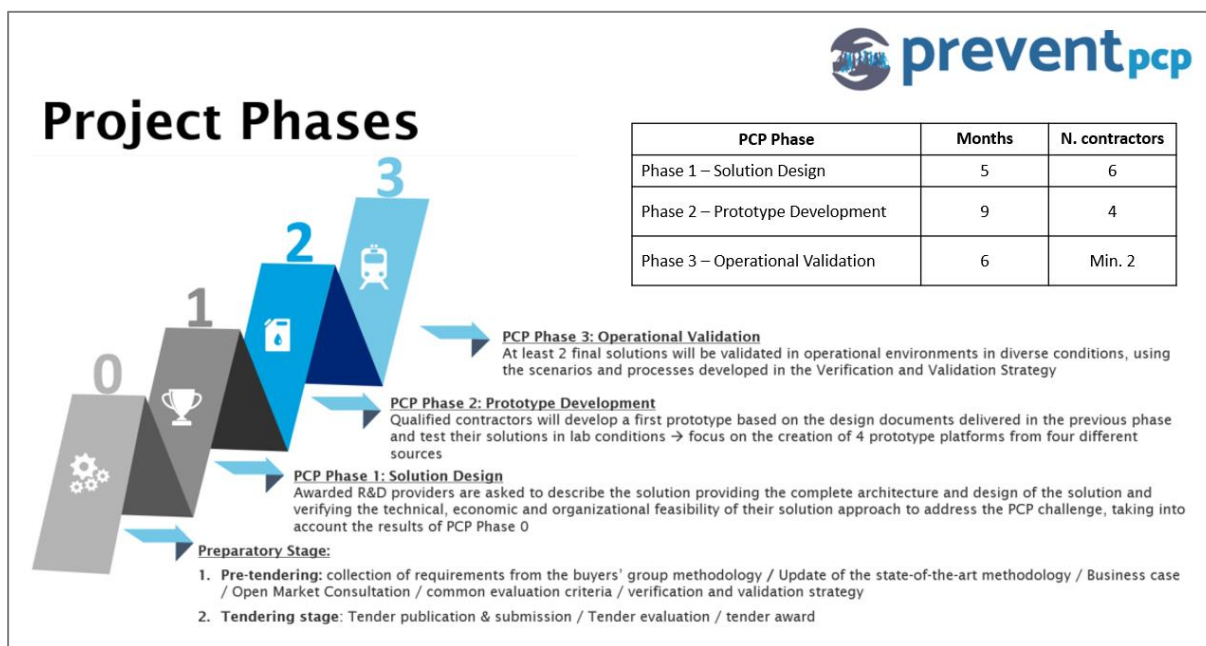 prevent pcp
Project Phases
PCP Phase Months N. contractors
Phase 1 – Solution Design 5 6
Phase 2 – Prototype Development 9 4
Phase 3 – Operational Validation 6 Min. 2
3
2
1
0
PCP Phase 3: Operational Validation
At least 2 final solutions will be validated in operational environments in diverse conditions, using
the scenarios and processes developed in the Verification and Validation Strategy
PCP Phase 2: Prototype Development
Qualified contractors will develop a first prototype based on the design documents delivered in the previous phase
and test their solutions in lab conditions → focus on the creation of 4 prototype platforms from four different
sources
PCP Phase 1: Solution Design
Awarded R&D providers are asked to describe the solution providing the complete architecture and design of the solution and
verifying the technical, economic and organizational feasibility of their solution approach to address the PCP challenge, taking into
account the results of PCP Phase 0
Preparatory Stage:
1. Pre-tendering: collection of requirements from the buyers' group methodology / Update of the state-of-the-art methodology / Business case
/ Open Market Consultation / common evaluation criteria / verification and validation strategy
2. Tendering stage: Tender publication & submission / Tender evaluation / tender award